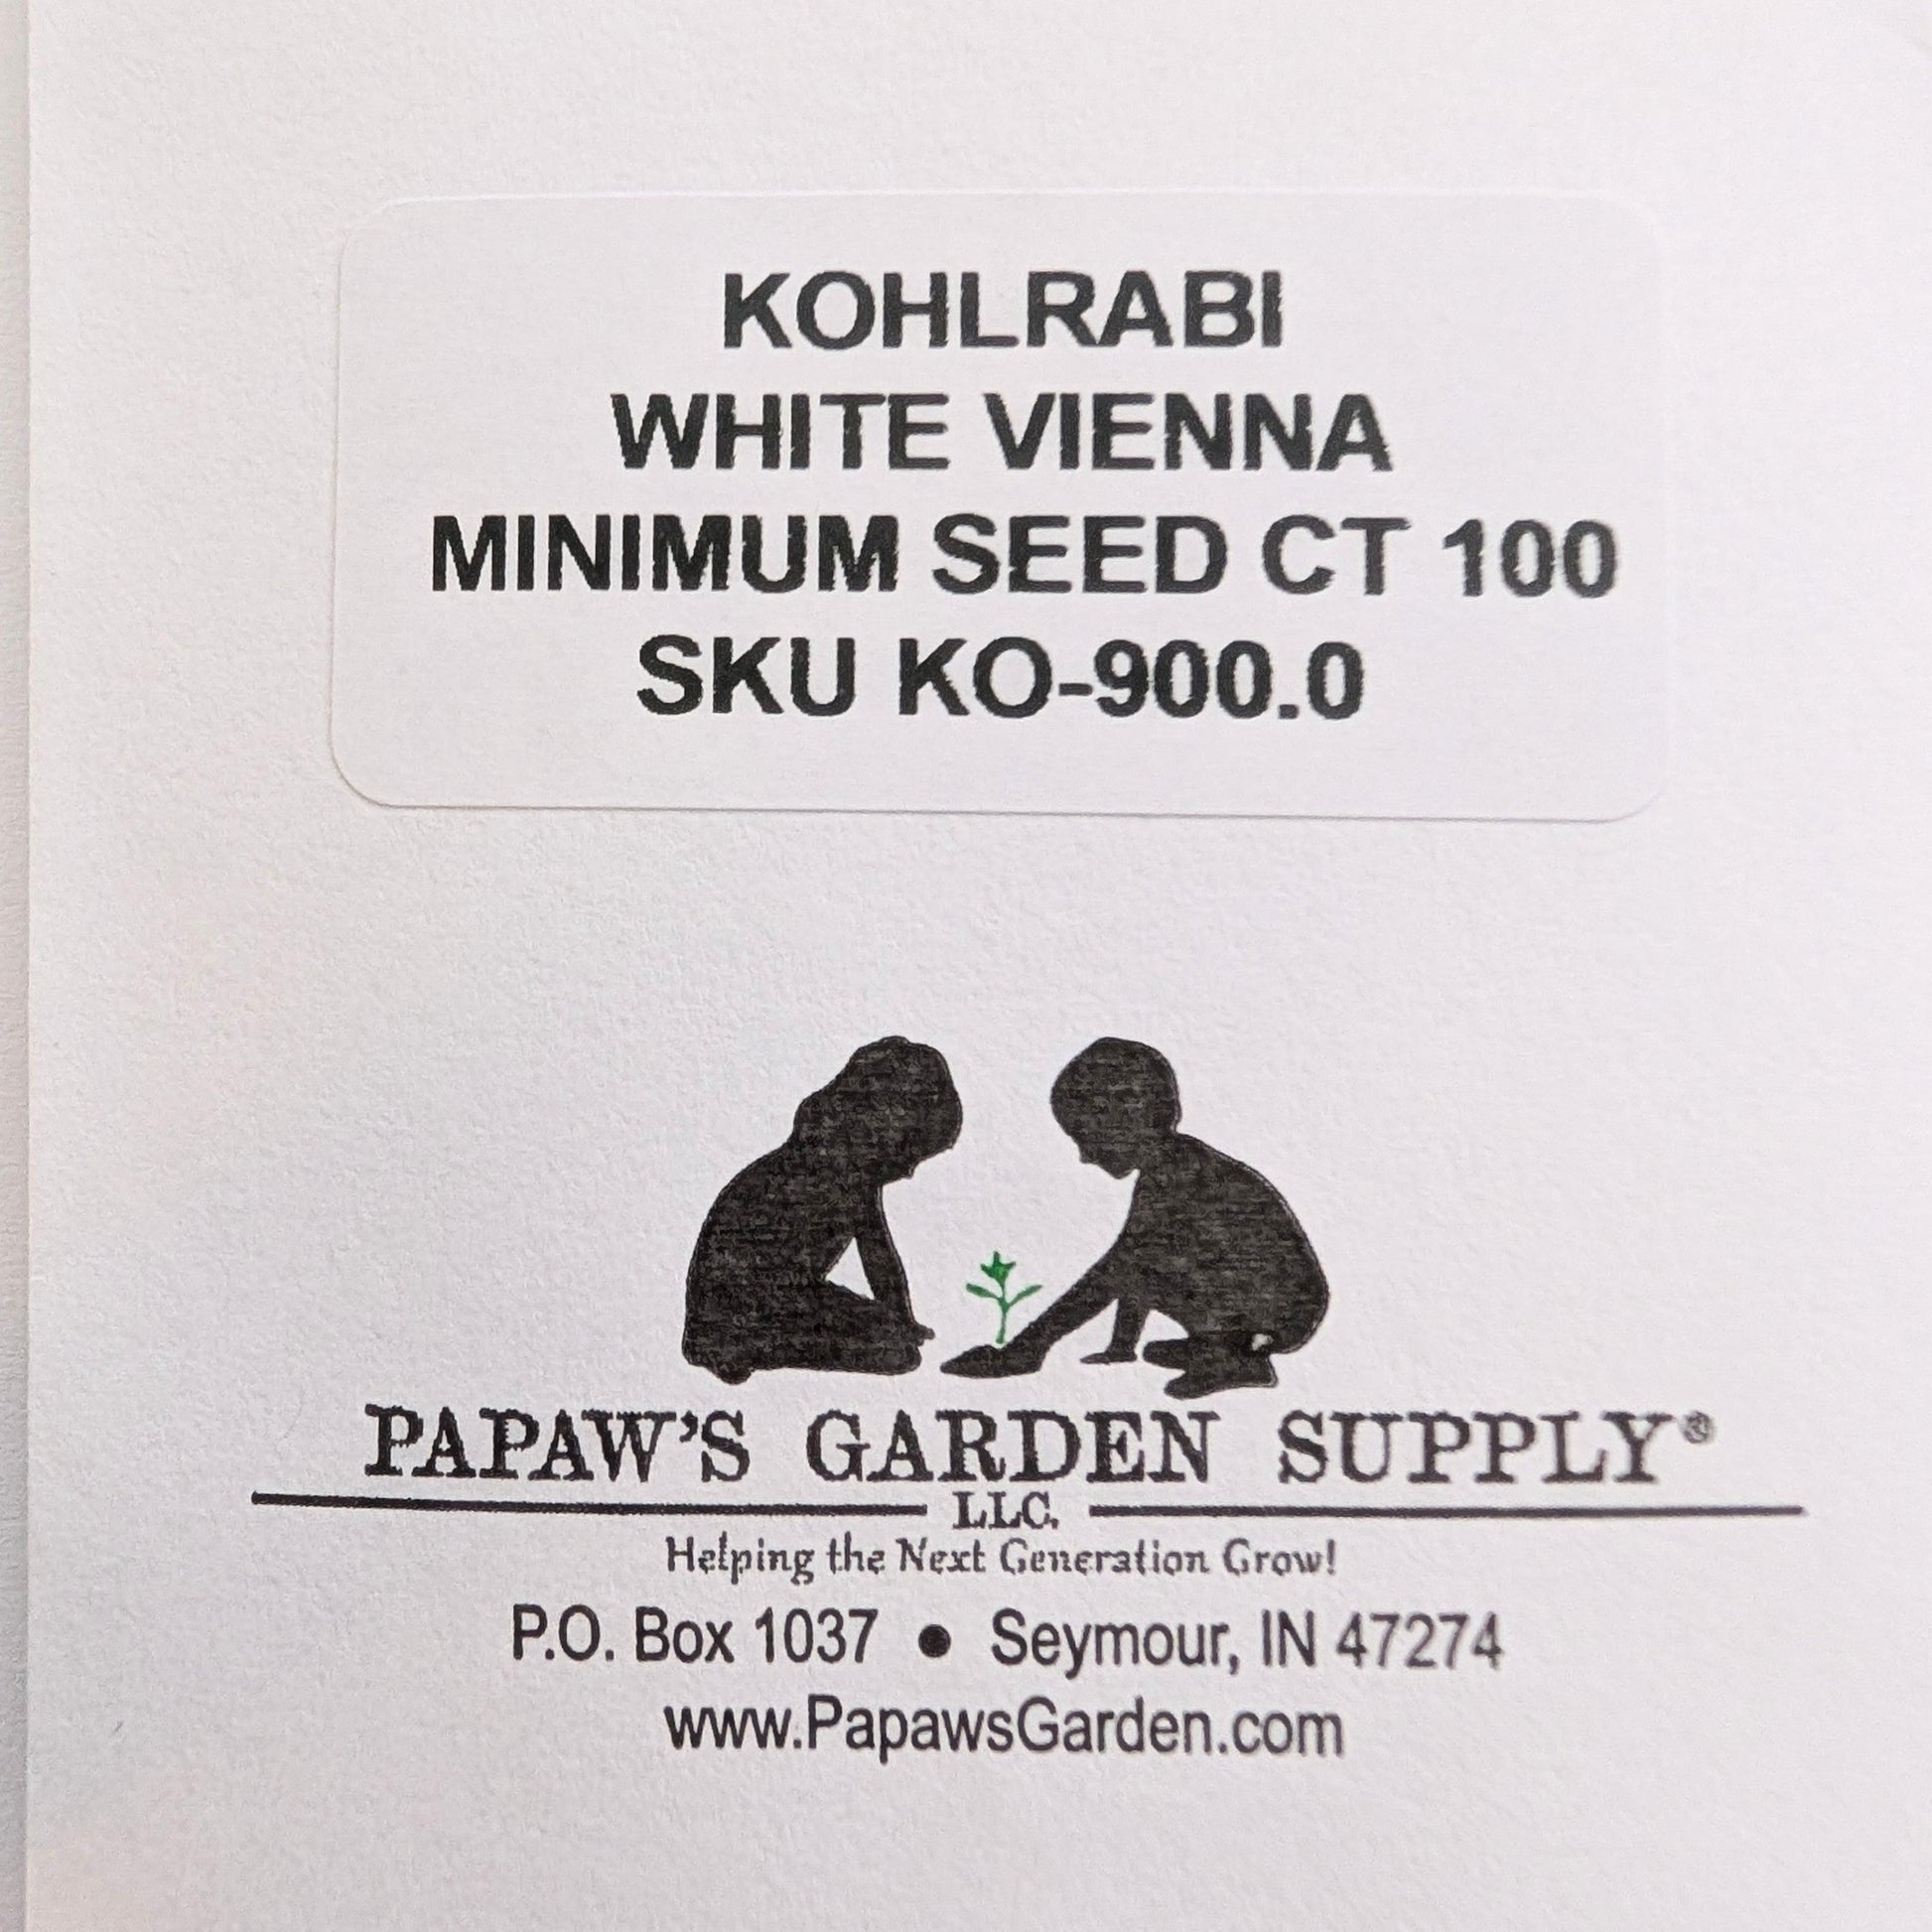 KOHLRABI
WHITE VIENNA
MINIMUM SEED CT 100
SKU KO-900.0
PAPAW'S GARDEN SUPPLY®
LLC.
Helping the Next Generation Grow!
P.O. Box 1037 • Seymour, IN 47274
www.PapawsGarden.com